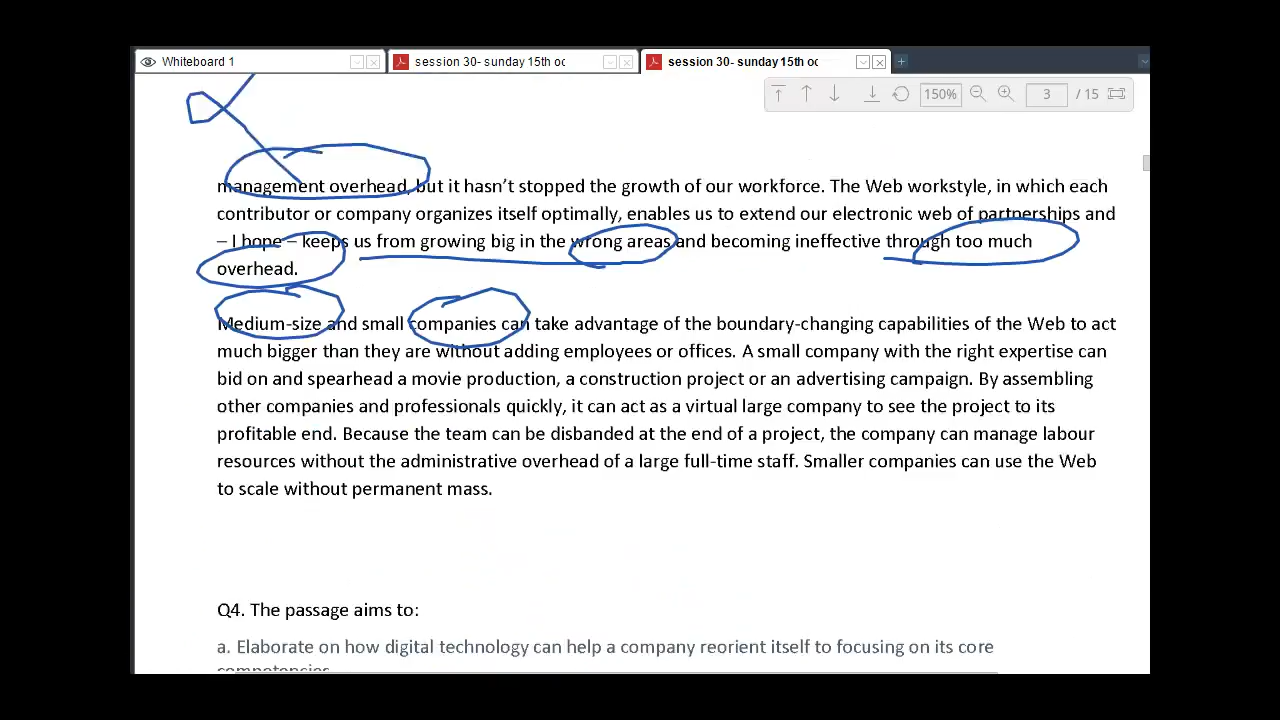 Whiteboard 1
session 30- sunday 15th oc
session 30- sunday 15th oc
150%
3 / 15
management overhead, but it hasn't stopped the growth of our workforce. The Web workstyle, in which each
contributor or company organizes itself optimally, enables us to extend our electronic web of partnerships and
– I hope – keeps us from growing big in the wrong areas and becoming ineffective through too much
overhead.
Medium-size and small companies can take advantage of the boundary-changing capabilities of the Web to act
much bigger than they are without adding employees or offices. A small company with the right expertise can
bid on and spearhead a movie production, a construction project or an advertising campaign. By assembling
other companies and professionals quickly, it can act as a virtual large company to see the project to its
profitable end. Because the team can be disbanded at the end of a project, the company can manage labour
resources without the administrative overhead of a large full-time staff. Smaller companies can use the Web
to scale without permanent mass.
Q4. The passage aims to:
a. Elaborate on how digital technology can help a company reorient itself to focusing on its core
competencies